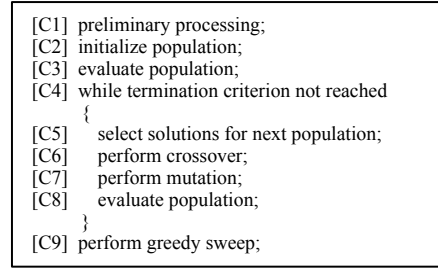 [C1] preliminary processing;
[C2] initialize population;
[C3] evaluate population;
[C4] while termination criterion not reached
{
[C5] select solutions for next population;
[C6] perform crossover;
[C7] perform mutation;
[C8] evaluate population;
}
[C9] perform greedy sweep;